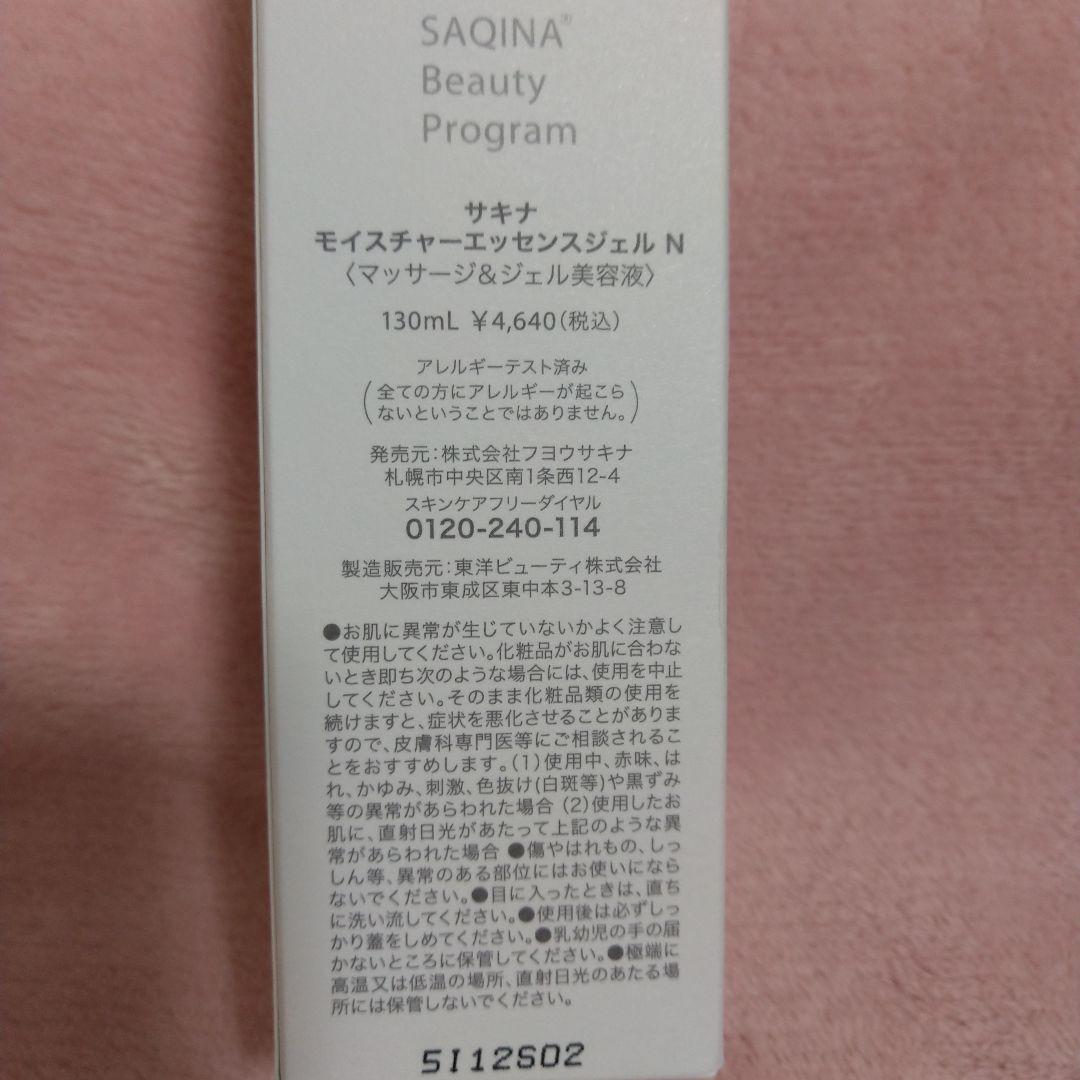 SAQINA®
Beauty
Program
サキナ
モイスチャーエッセンスジェル N
〈マッサージ&ジェル美容液〉
130mL ¥4,640(税込)
アレルギーテスト済み
(全ての方にアレルギーが起こら
ないということではありません。)
発売元:株式会社フヨウサキナ
札幌市中央区南1条西12-4
スキンケアフリーダイヤル
0120-240-114
製造販売元:東洋ビューティ株式会社
大阪市東成区東中本3-13-8
●お肌に異常が生じていないかよく注意し
て使用してください。化粧品がお肌に合わな
いとき即ち次のような場合には、使用を中止
してください。そのまま化粧品類の使用を
続けますと、症状を悪化させることがありま
すので、皮膚科専門医等にご相談されるこ
とをおすすめします。(1)使用中、赤味、は
れ、かゆみ、刺激、色抜け(白斑等)や黒ずみ
等の異常があらわれた場合 (2)使用したお
肌に、直射日光があたって上記のような異
常があらわれた場合 ●傷やはれもの、しっ
しん等、異常のある部位にはお使いになら
ないでください。●目に入ったときは、直ち
に洗い流してください。●使用後は必ずしっ
かり蓋をしめてください。●乳幼児の手の届
かないところに保管してください。●極端に
高温又は低温の場所、直射日光のあたる場
所には保管しないでください。
5I12S02